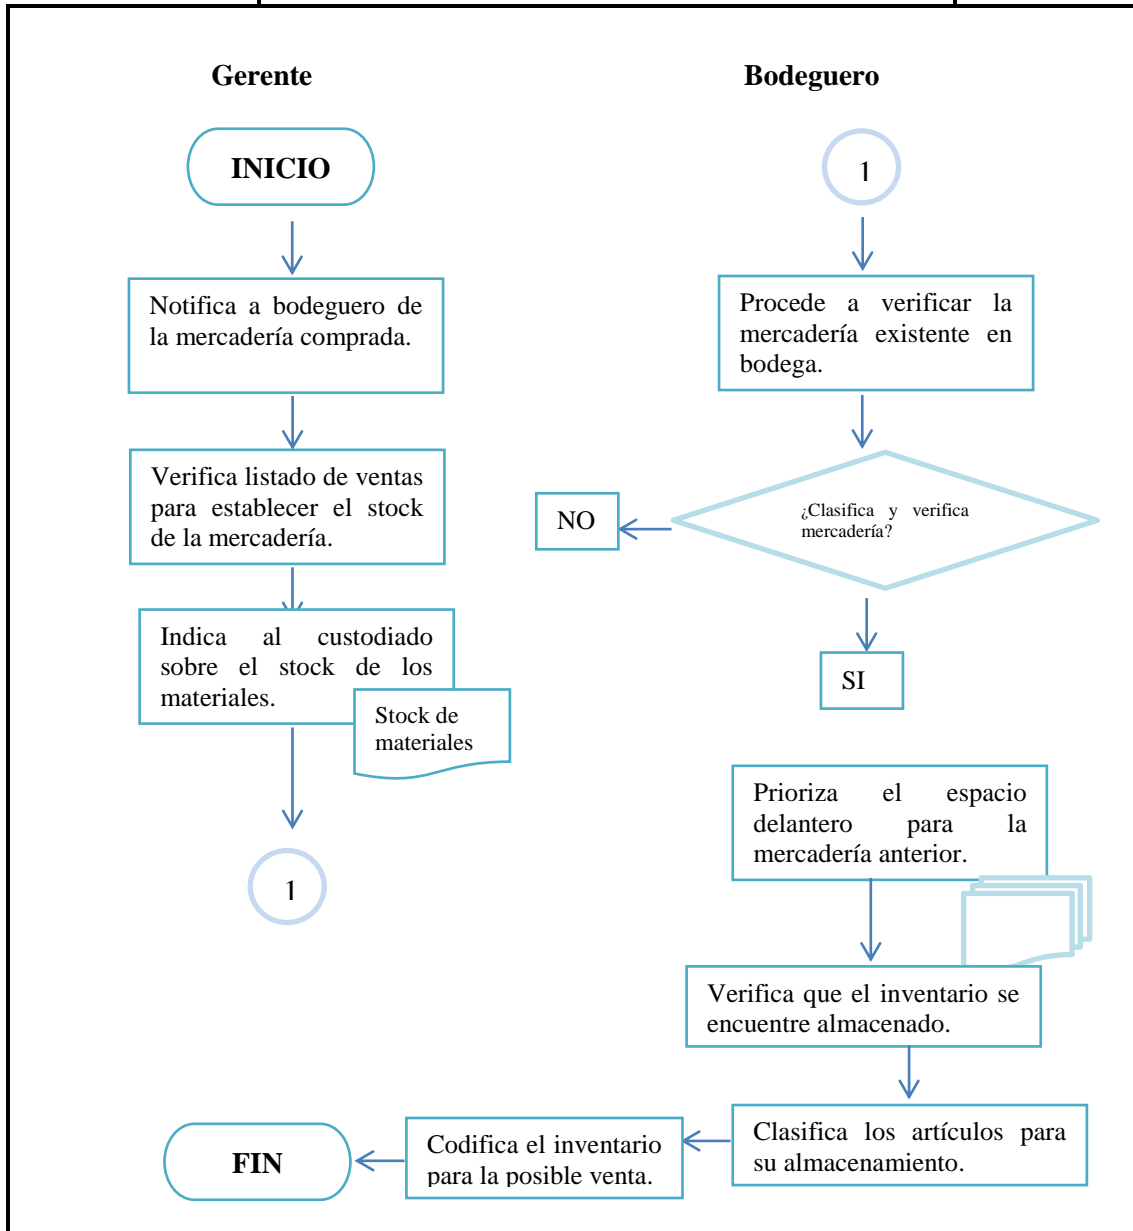 Gerente
INICIO
Notifica a bodeguero de
la mercadería comprada.
Verifica listado de ventas
para establecer el stock
de la mercadería.
Indica al custodiado
sobre el stock de los
materiales.
Stock de
materiales
1
Bodeguero
1
Procede a verificar la
mercadería existente en
bodega.
¿Clasifica y verifica
mercadería?
NO
SI
Prioriza el espacio
delantero para la
mercadería anterior.
Verifica que el inventario se
encuentre almacenado.
Clasifica los artículos para
su almacenamiento.
Codifica el inventario
para la posible venta.
FIN